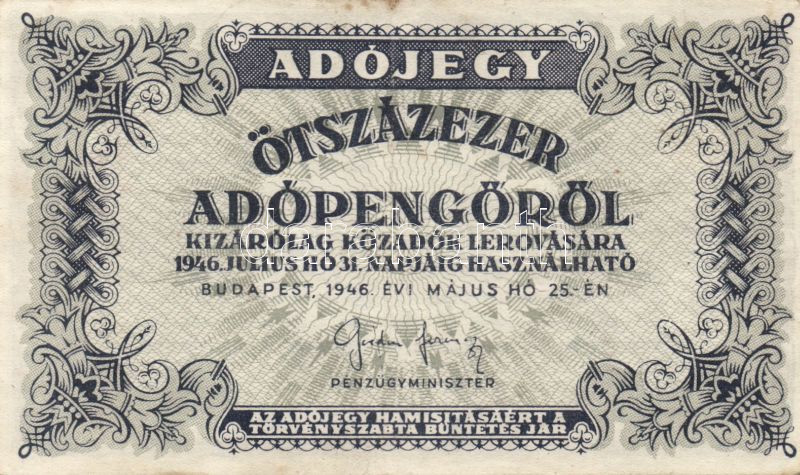 ADÓJEGY
ÖTSZÁZEZER
ADÓPENGŐRŐL
KIZÁRÓLAG KÖZADÓK LEROVÁSÁRA
1946. JULIUS HÓ 31. NAPJÁIG HASZNÁLHATÓ
BUDAPEST, 1946. ÉVI MÁJUS HÓ 25.-ÉN
PÉNZÜGYMINISZTER
AZ ADÓJEGY HAMISITÁSÁÉRT A
TÖRVÉNYSZABTA BÜNTETÉS JÁR